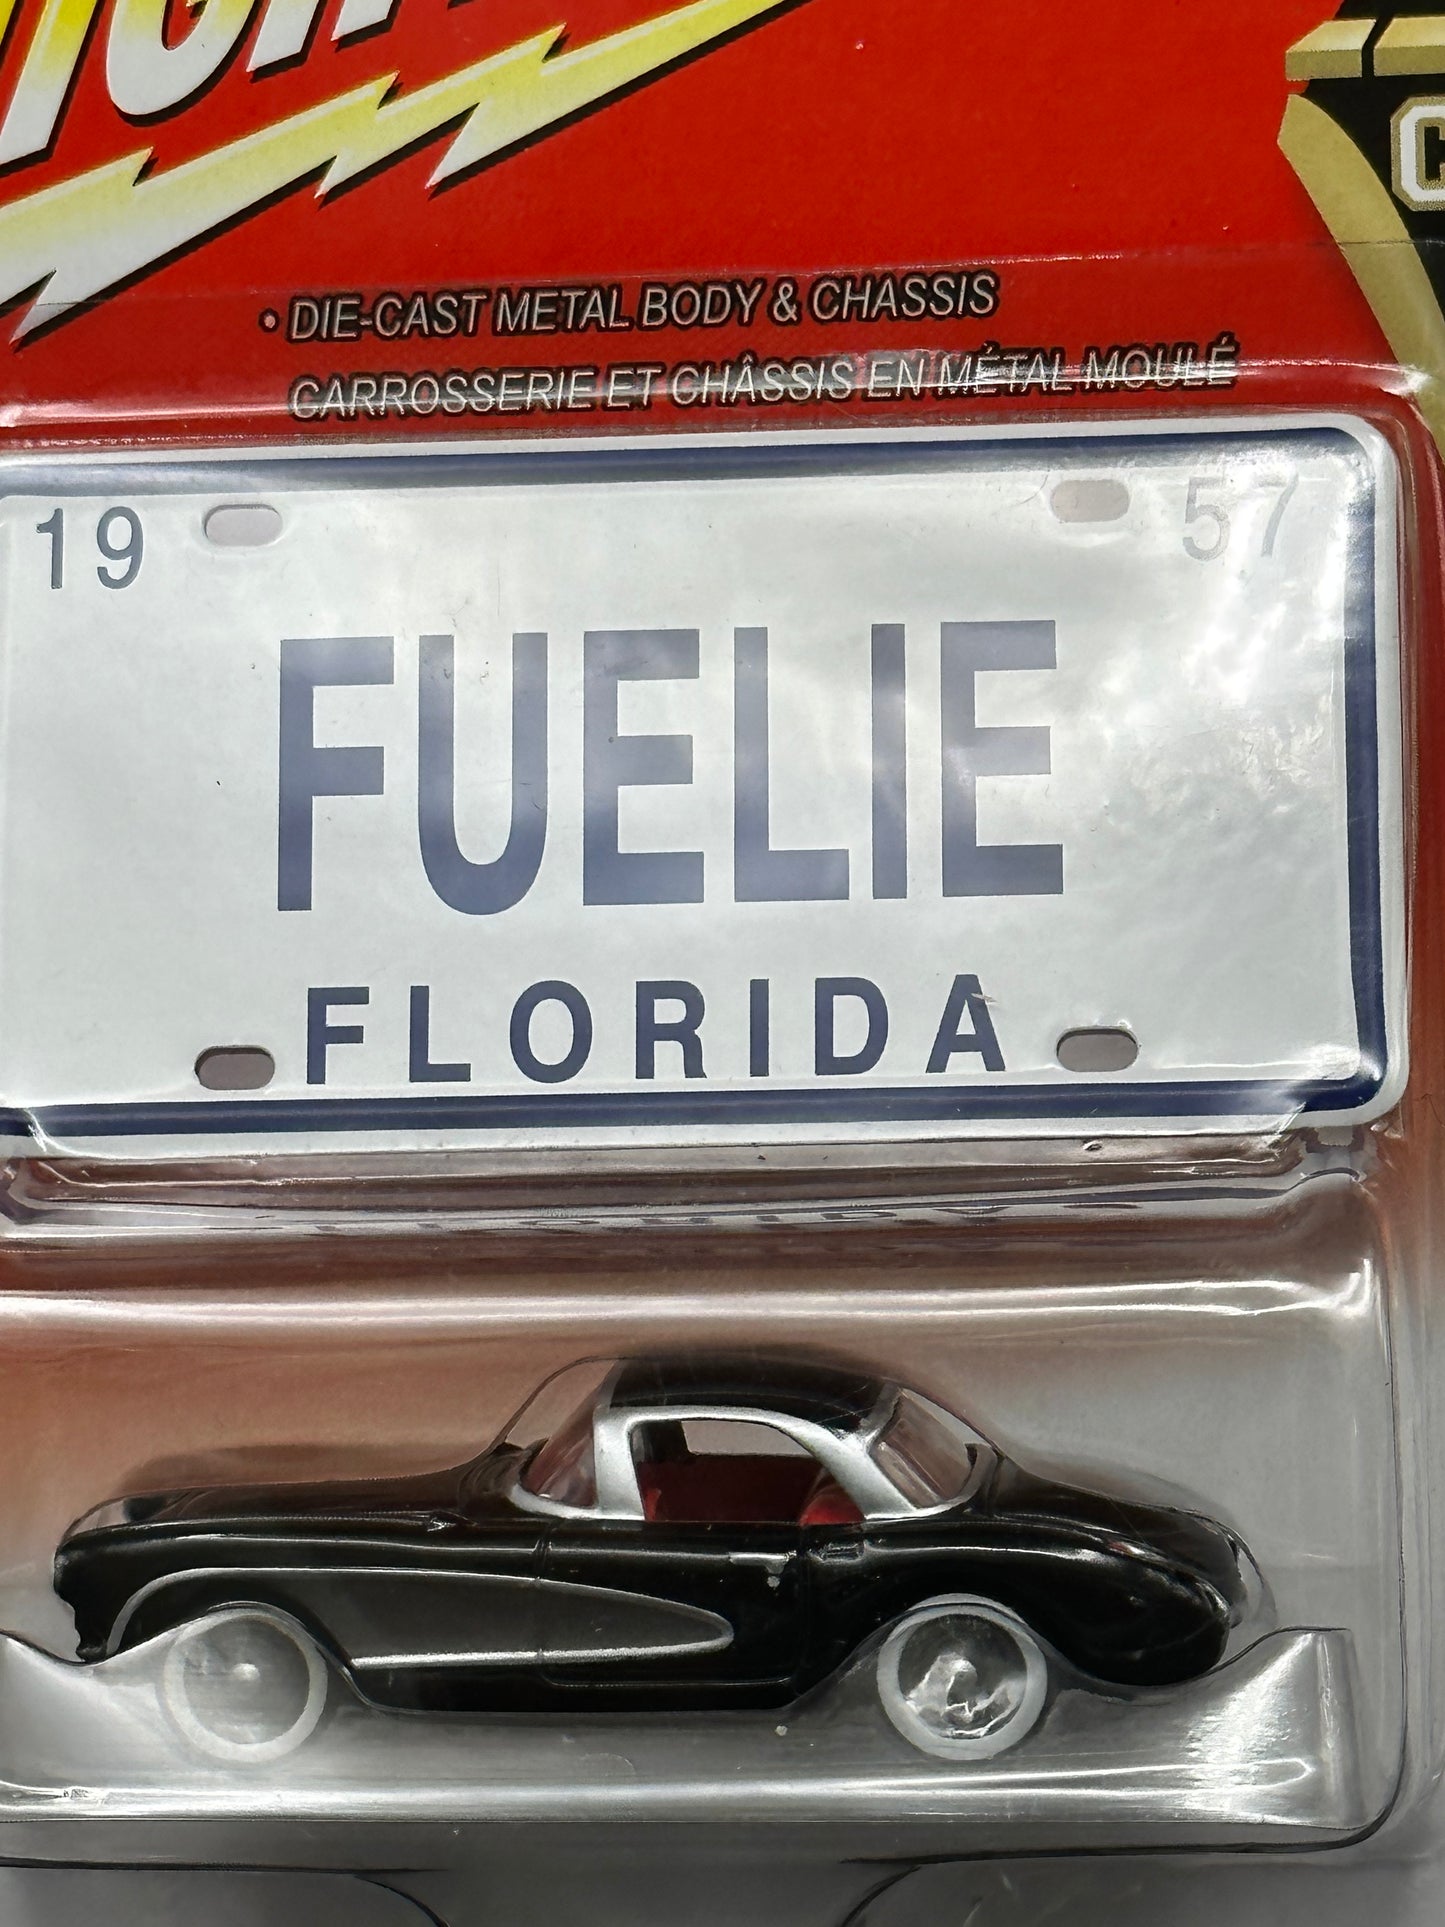 • DIE-CAST METAL BODY & CHASSIS
CARROSSERIE ET CHÂSSIS EN MÉTAL MOULÉ
19 57
FUELIE
FLORIDA